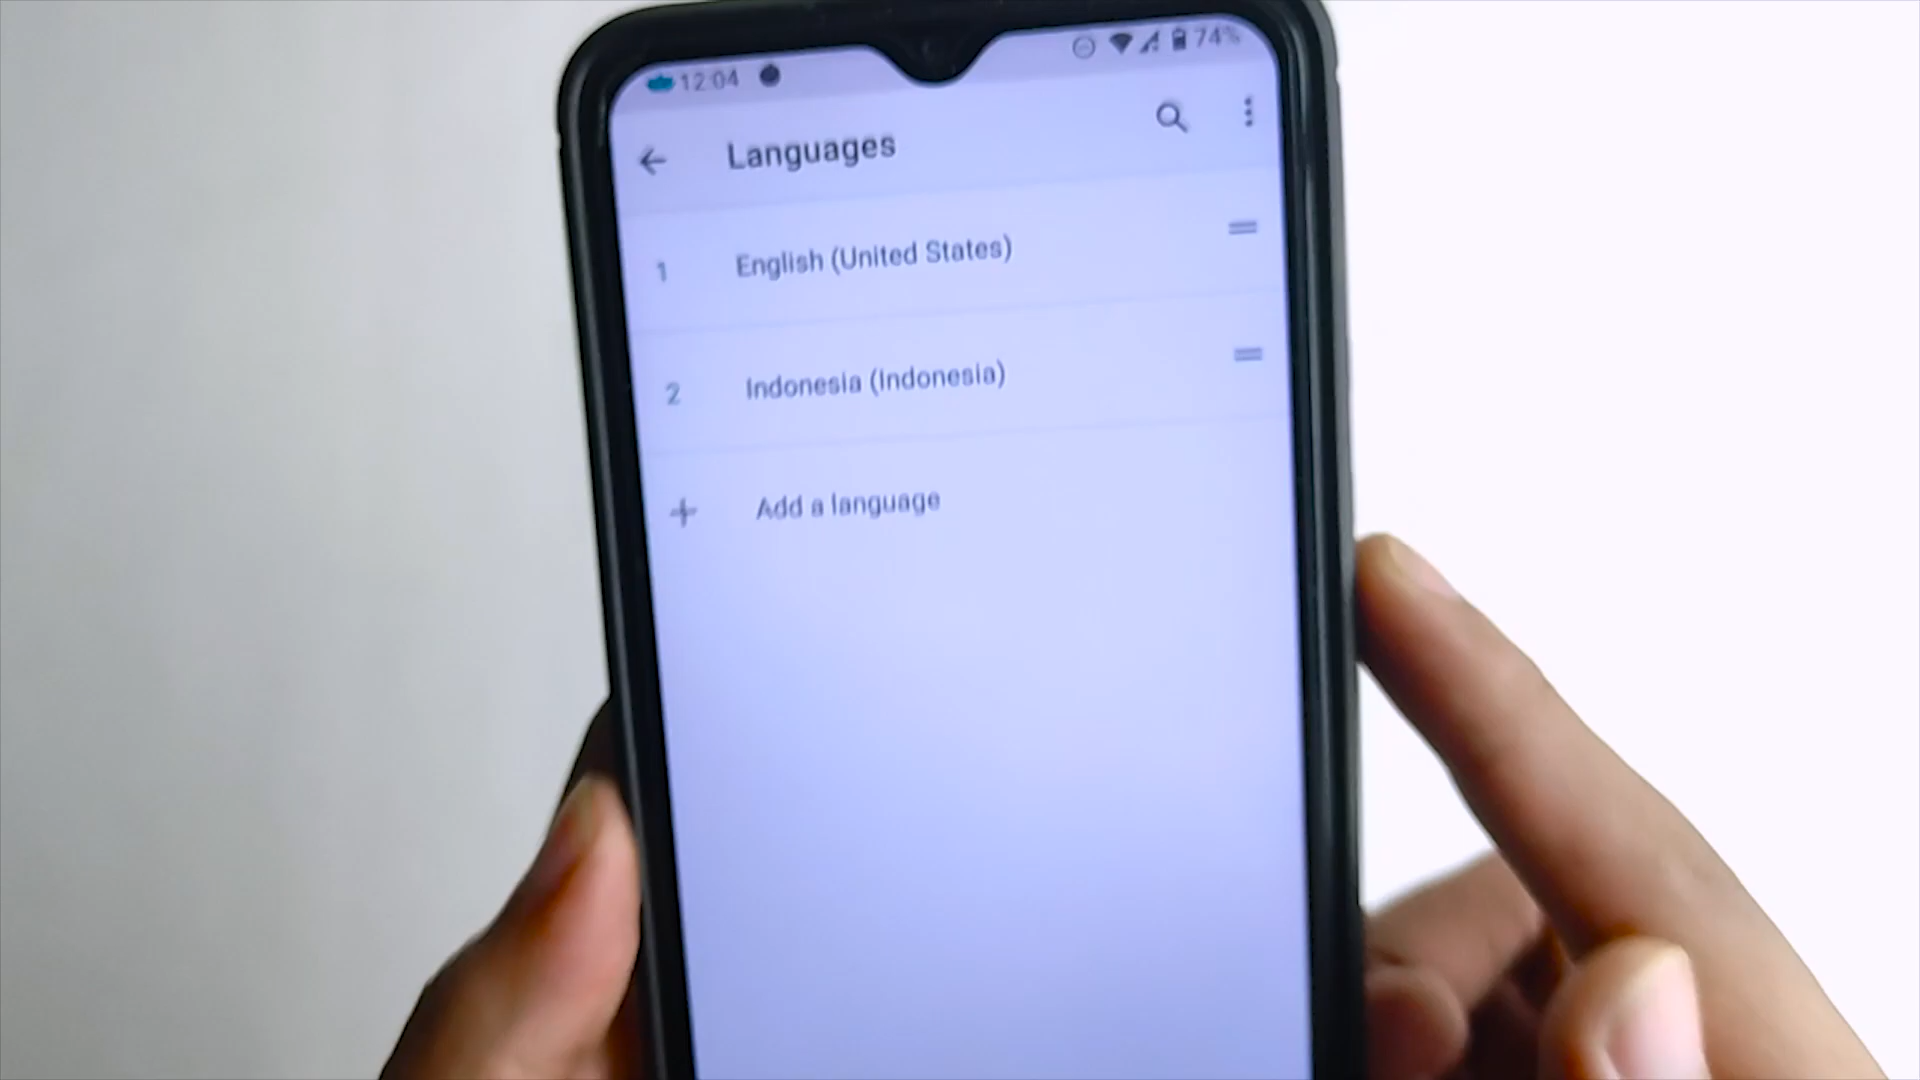 12:04 74%
Languages
1 English (United States)
2 Indonesia (Indonesia)
+ Add a language